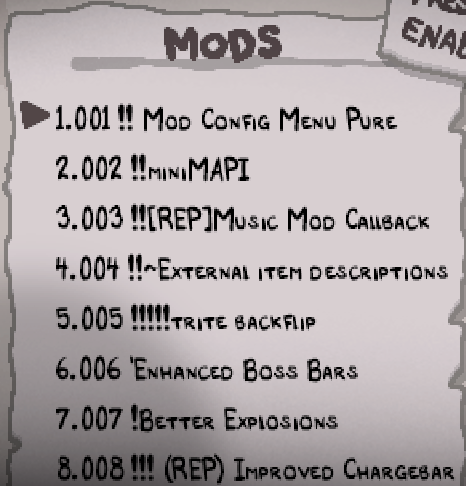 PRES
ENAB
MODS
1.001 !! Mod Config Menu Pure
2.002 !!miniMAPI
3.003 !![REP]Music Mod Callback
4.004 !!~External item descriptions
5.005 !!!!!trite backflip
6.006 'Enhanced Boss Bars
7.007 !Better Explosions
8.008 !!! (REP) Improved Chargebar